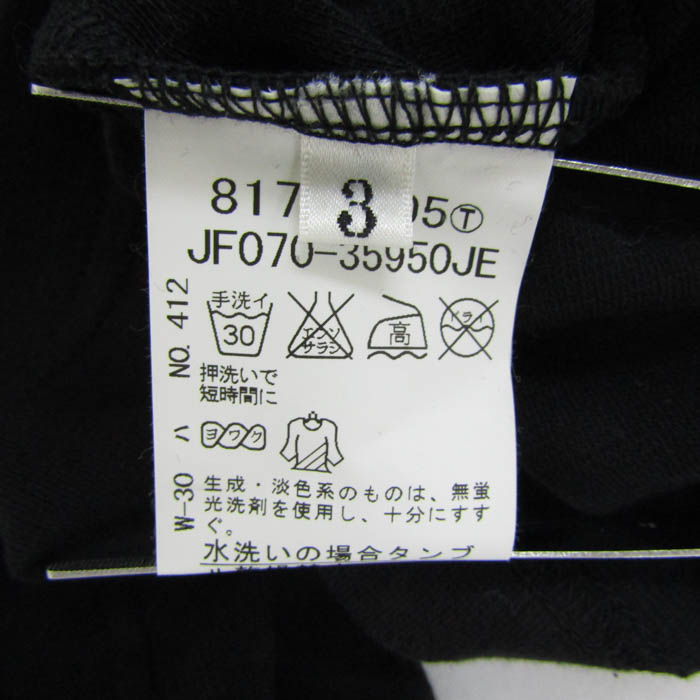 817
3
05Ⓣ
JF070-35950JE
手洗イ
30
エンソ
サラシ
高
ドライ
押洗いで
短時間に
ヨワク
生成・淡色系のものは、無蛍
光洗剤を使用し、十分にすす
ぐ。
水洗いの場合タンブ
W-30 ハ NO. 412